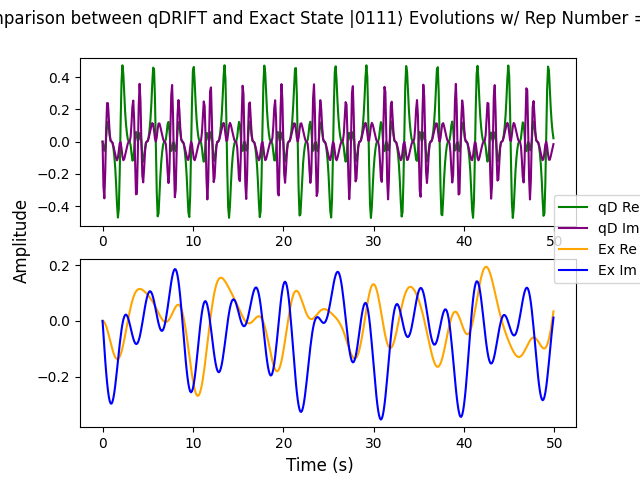 nparison between qDRIFT and Exact State |0111⟩ Evolutions w/ Rep Number =
0.4
0.2
0.0
−0.2
−0.4
0 10 20 30 40 50
qD Re
qD Im
Ex Re
Ex Im
Amplitude
0.2
0.0
−0.2
0 10 20 30 40 50
Time (s)